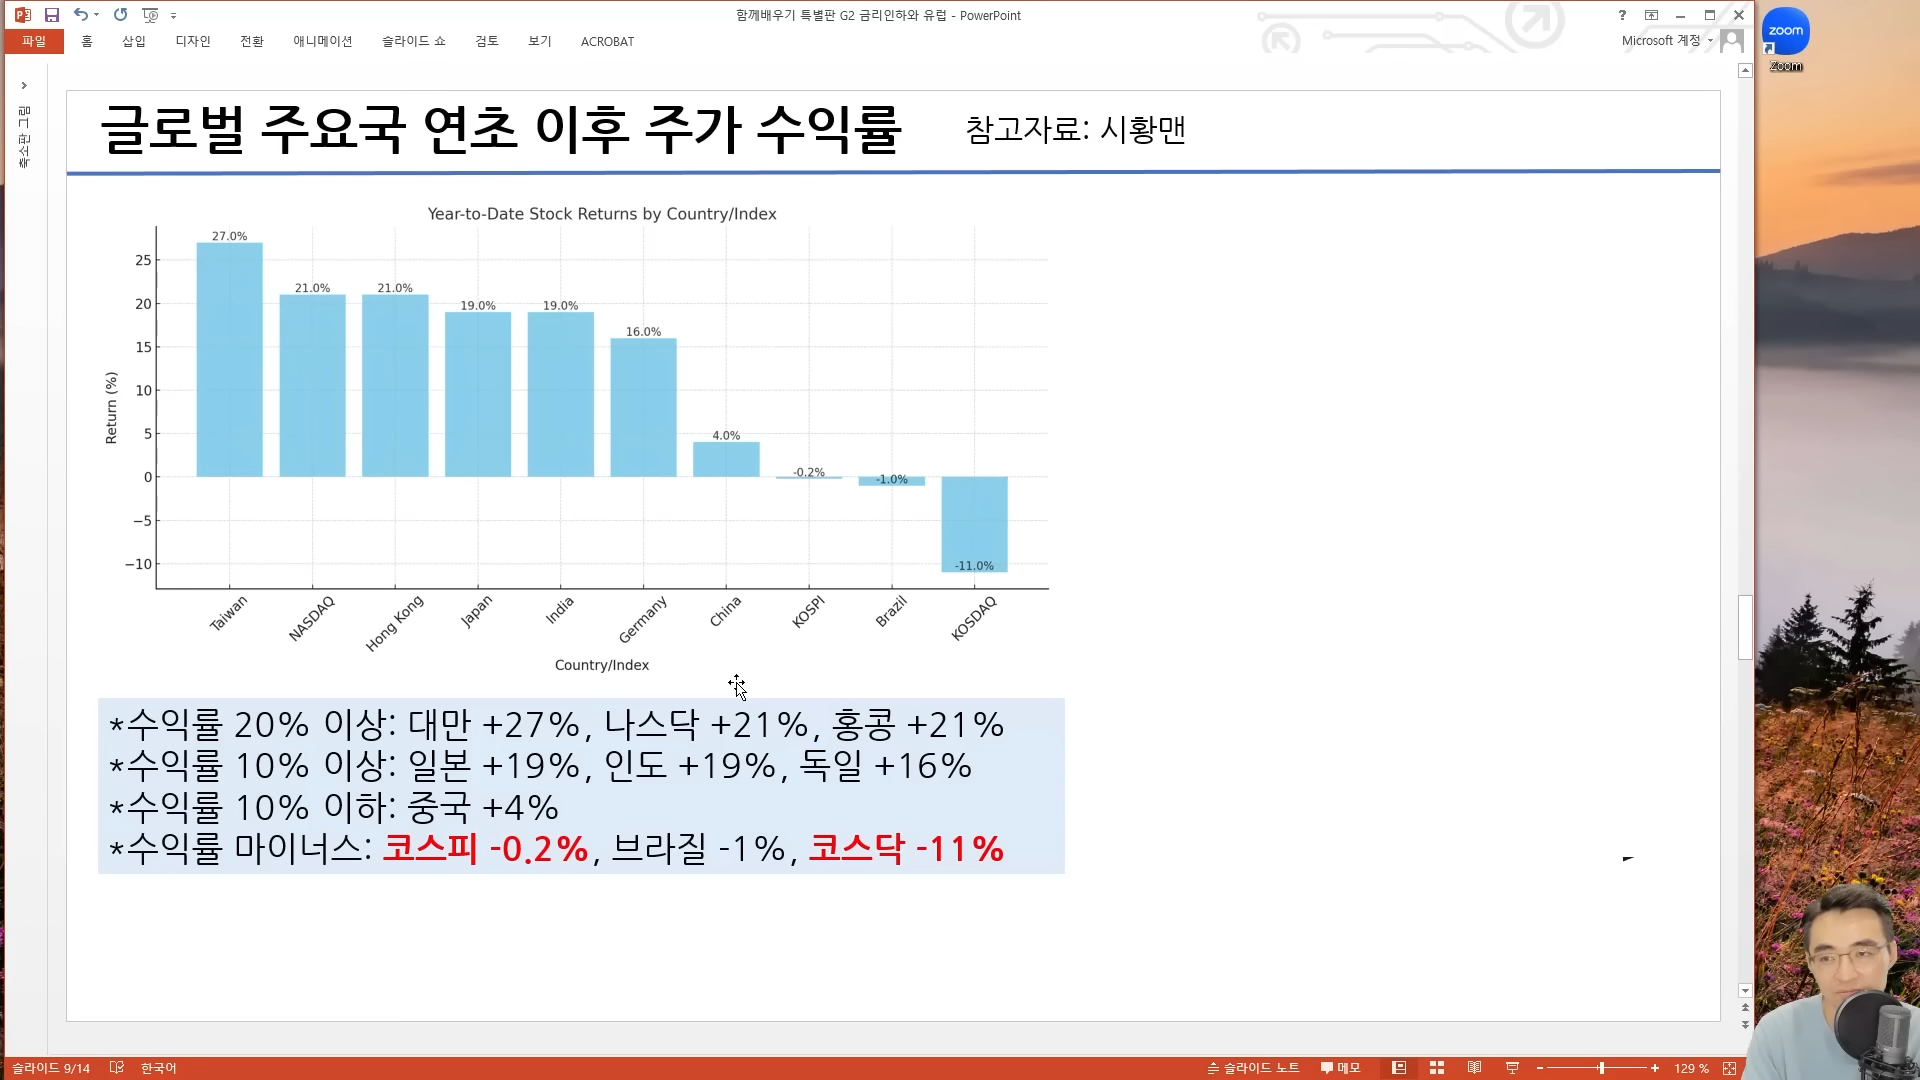 함께배우기 특별판 G2 금리인하와 유럽 - PowerPoint
파일 홈 삽입 디자인 전환 애니메이션 슬라이드 쇼 검토 보기 ACROBAT
Microsoft 계정
zoom
Zoom
축소판 그림
글로벌 주요국 연초 이후 주가 수익률 참고자료: 시황맨
Year-to-Date Stock Returns by Country/Index
Return (%)
25
20
15
10
5
0
−5
−10
27.0%
21.0%
21.0%
19.0%
19.0%
16.0%
4.0%
-0.2%
-1.0%
-11.0%
Taiwan
NASDAQ
Hong Kong
Japan
India
Germany
China
KOSPI
Brazil
KOSDAQ
Country/Index
*수익률 20% 이상: 대만 +27%, 나스닥 +21%, 홍콩 +21%
*수익률 10% 이상: 일본 +19%, 인도 +19%, 독일 +16%
*수익률 10% 이하: 중국 +4%
*수익률 마이너스: 코스피 -0.2%, 브라질 -1%, 코스닥 -11%
슬라이드 9/14 한국어 슬라이드 노트 메모 129 %